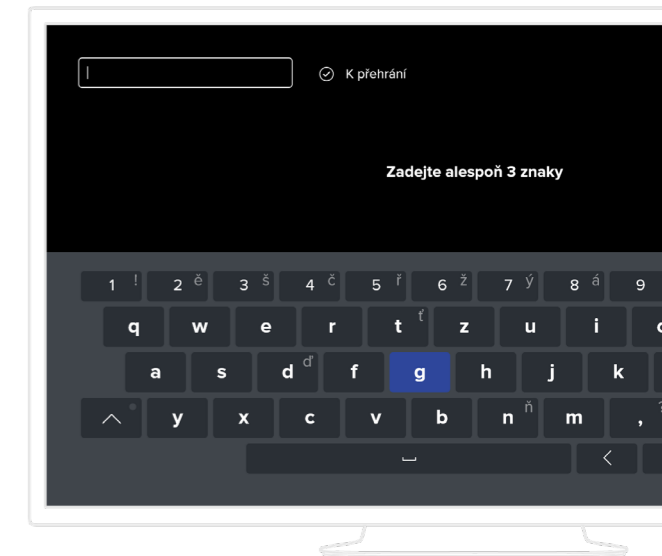 K přehrání
Zadejte alespoň 3 znaky
1 ! 2 ě 3 š 4 č 5 ř 6 ž 7 ý 8 á 9
q w e r t ť z u i
a s d ď f g h j k
y x c v b n ň m , ?